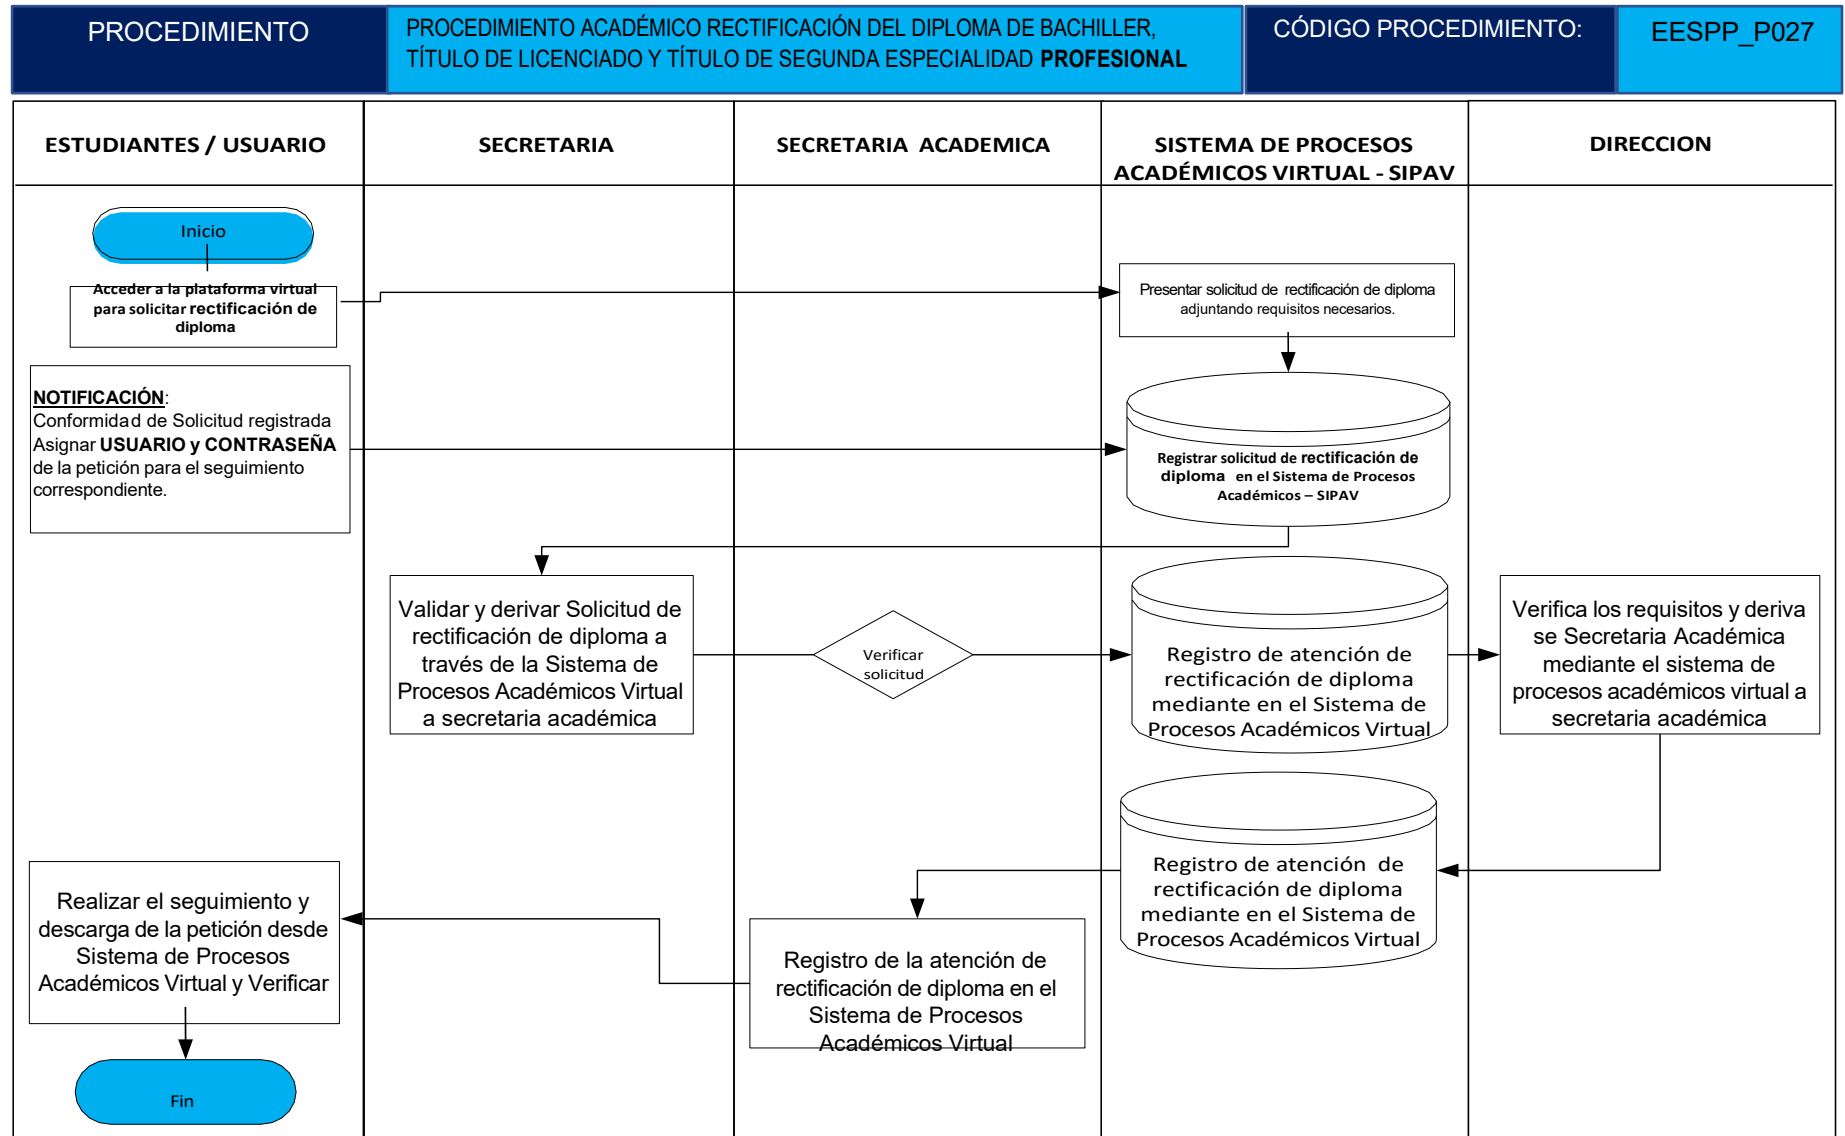 PROCEDIMIENTO
PROCEDIMIENTO ACADÉMICO RECTIFICACIÓN DEL DIPLOMA DE BACHILLER,
TÍTULO DE LICENCIADO Y TÍTULO DE SEGUNDA ESPECIALIDAD PROFESIONAL
CÓDIGO PROCEDIMIENTO:
EESPP_P027
ESTUDIANTES / USUARIO
SECRETARÍA
SECRETARIA ACADEMICA
SISTEMA DE PROCESOS
ACADÉMICOS VIRTUAL - SIPAV
DIRECCION
Inicio
Acceder a la plataforma virtual
para solicitar rectificación de
diploma
Presentar solicitud de rectificación de diploma
adjuntando requisitos necesarios.
NOTIFICACIÓN:
Conformidad de Solicitud registrada
Asignar USUARIO y CONTRASEÑA
de la petición para el seguimiento
correspondiente.
Registrar solicitud de rectificación de
diploma en el Sistema de Procesos
Académicos – SIPAV
Validar y derivar Solicitud de
rectificación de diploma a
través de la Sistema de
Procesos Académicos Virtual
a secretaria académica
Verificar
solicitud
Registro de atención de
rectificación de diploma
mediante en el Sistema de
Procesos Académicos Virtual
Verifica los requisitos y deriva
se Secretaria Académica
mediante el sistema de
procesos académicos virtual a
secretaria académica
Registro de atención de
rectificación de diploma
mediante en el Sistema de
Procesos Académicos Virtual
Realizar el seguimiento y
descarga de la petición desde
Sistema de Procesos
Académicos Virtual y Verificar
Registro de la atención de
rectificación de diploma en el
Sistema de Procesos
Académicos Virtual
Fin